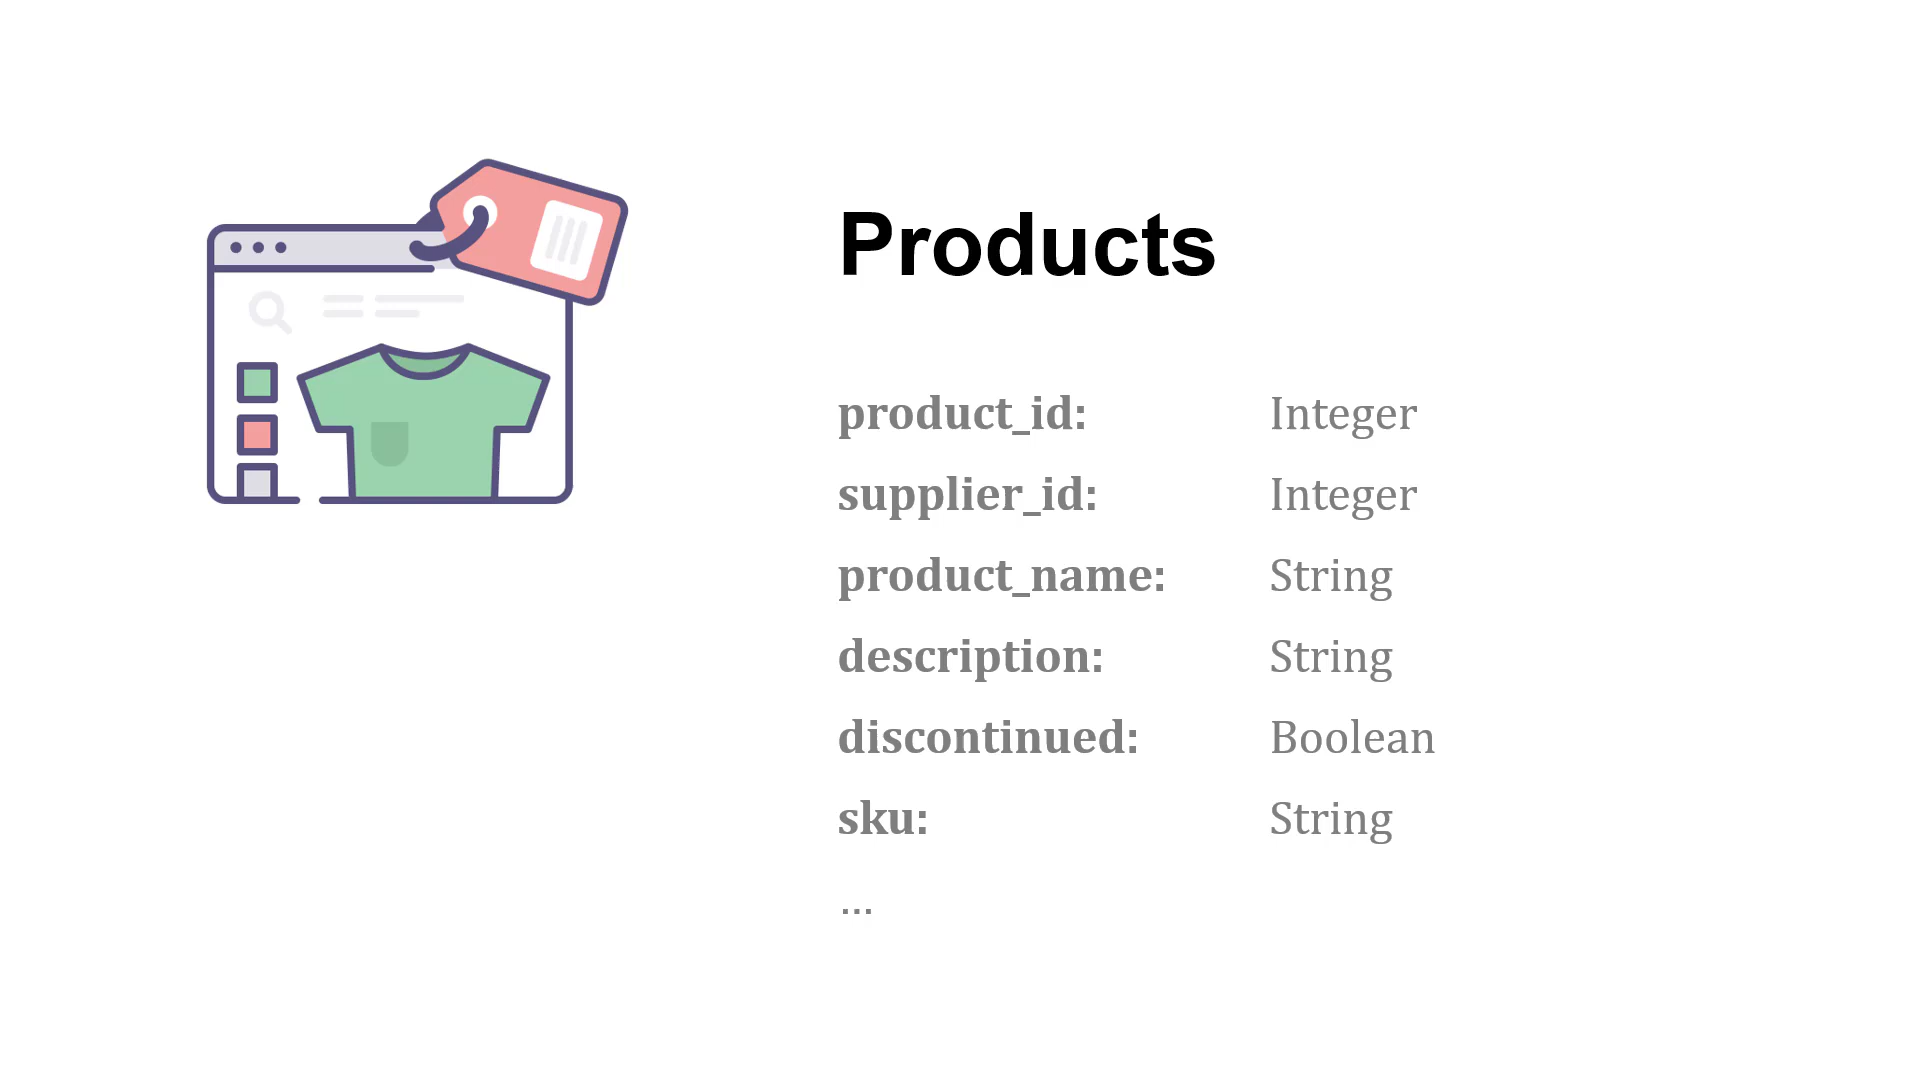 Products
product_id: Integer
supplier_id: Integer
product_name: String
description: String
discontinued: Boolean
sku: String
...